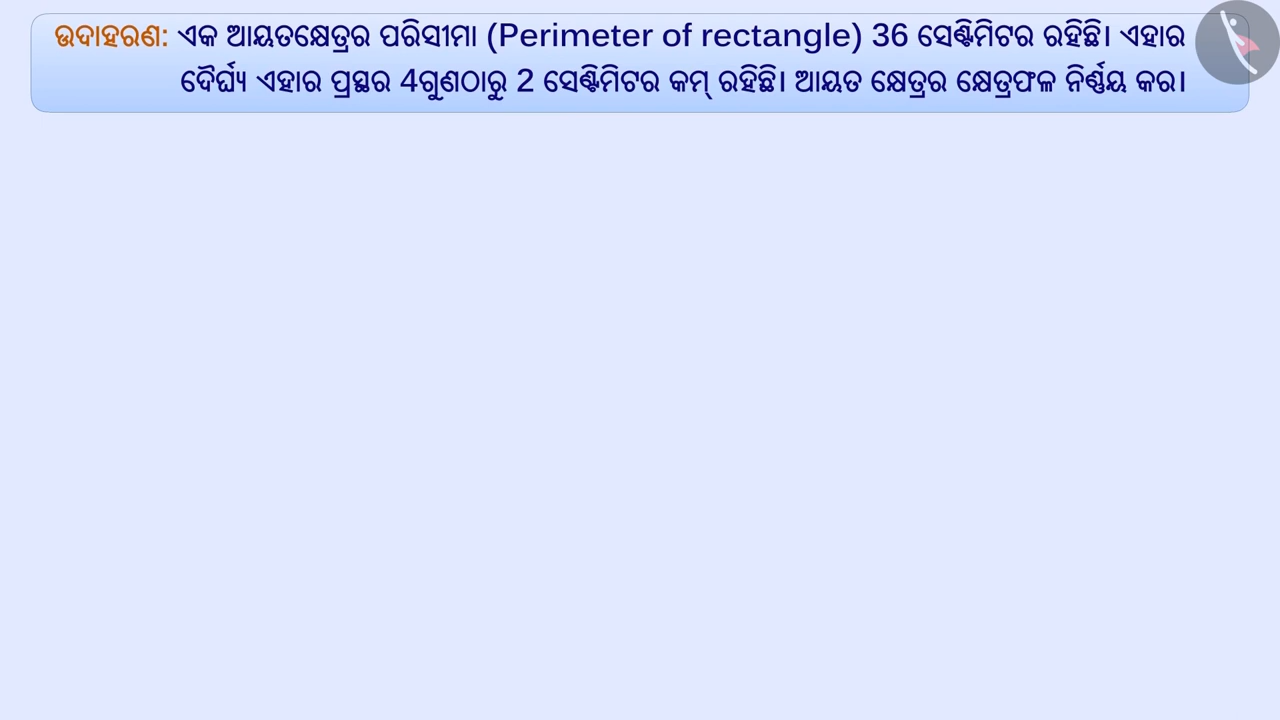 ଉଦାହରଣ: ଏକ ଆୟତକ୍ଷେତ୍ରର ପରିସୀମା (Perimeter of rectangle) 36 ସେଣ୍ଟିମିଟର ରହିଛି। ଏହାର
ଦୈର୍ଘ୍ୟ ଏହାର ପ୍ରସ୍ଥର 4ଗୁଣଠାରୁ 2 ସେଣ୍ଟିମିଟର କମ୍ ରହିଛି। ଆୟତ କ୍ଷେତ୍ରର କ୍ଷେତ୍ରଫଳ ନିର୍ଣ୍ଣୟ କର।